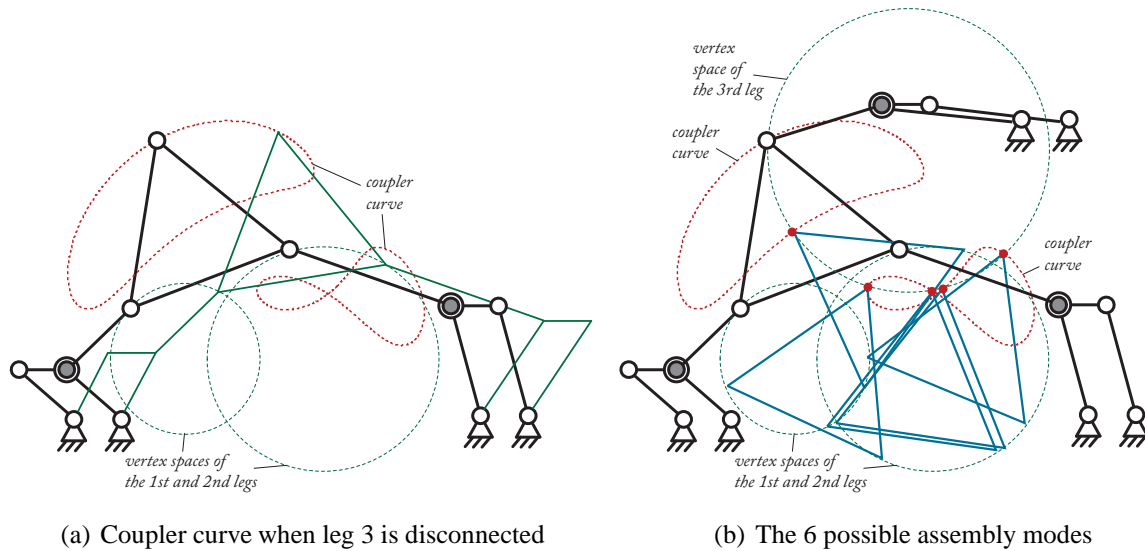 coupler
curve
vertex spaces of
the 1st and 2nd legs
(a) Coupler curve when leg 3 is disconnected
vertex
space of
the 3rd leg
coupler
curve
coupler
curve
vertex spaces of
the 1st and 2nd legs
(b) The 6 possible assembly modes